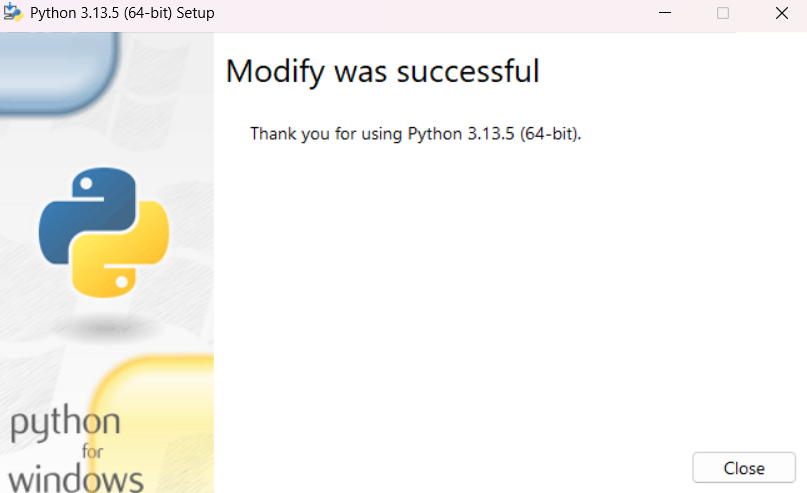 Python 3.13.5 (64-bit) Setup
Modify was successful
Thank you for using Python 3.13.5 (64-bit).
python
for
windows
Close